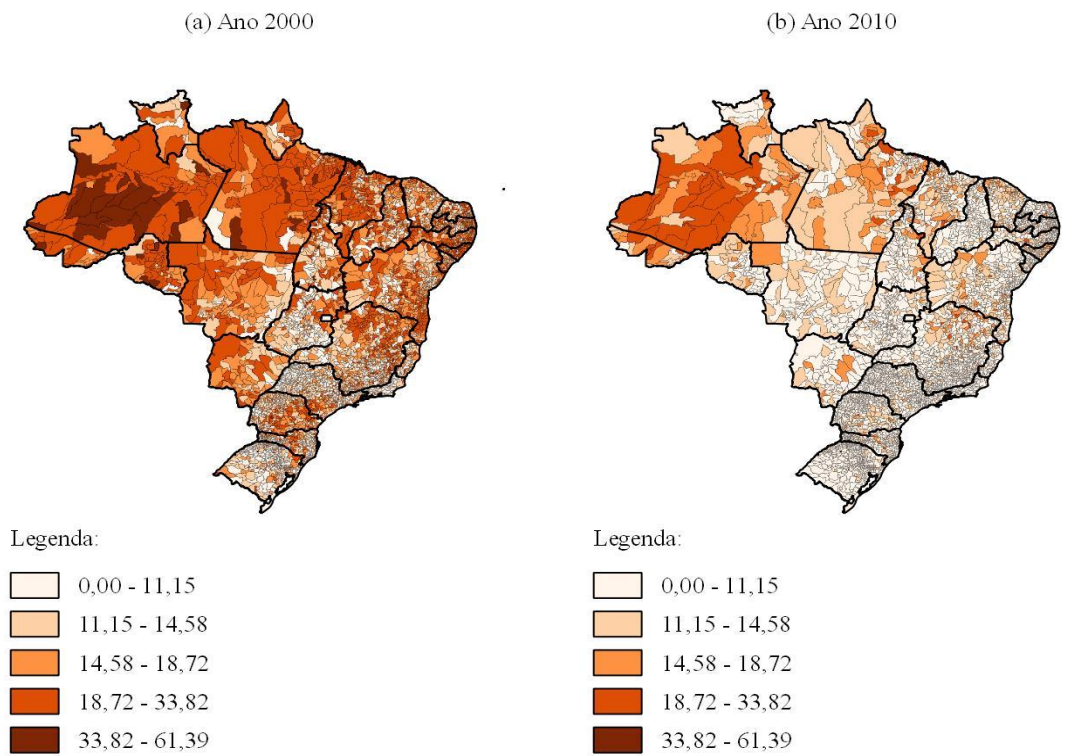 (a) Ano 2000
(b) Ano 2010
Legenda:
0,00 - 11,15
11,15 - 14,58
14,58 - 18,72
18,72 - 33,82
33,82 - 61,39
Legenda:
0,00 - 11,15
11,15 - 14,58
14,58 - 18,72
18,72 - 33,82
33,82 - 61,39